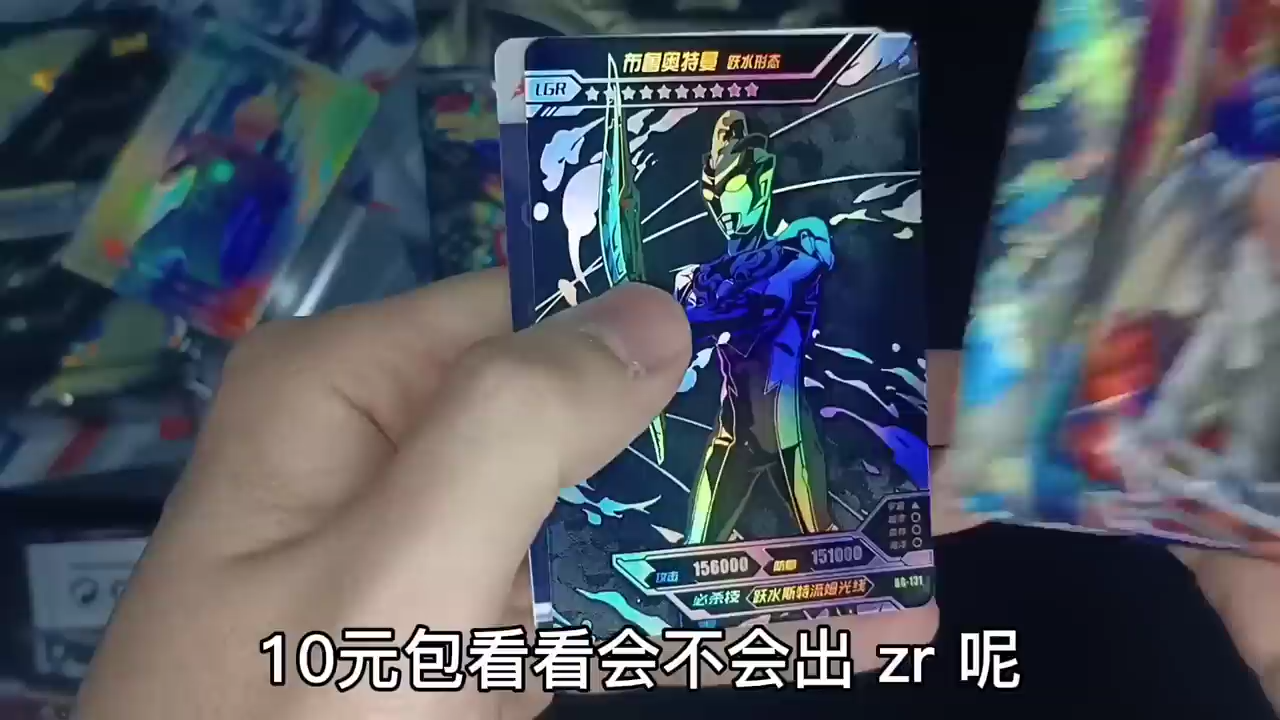 布鲁奥特曼 跃水形态
LGR
攻击 156000 防御 151000
必杀技 跃水斯特流姆光线
10元包看看会不会出 zr 呢